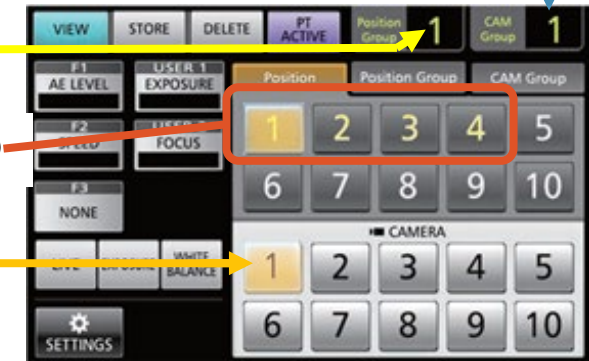 VIEW STORE DELETE PT ACTIVE Position Group 1 CAM Group 1
F1 AE LEVEL USER 1 EXPOSURE
Position Position Group CAM Group
1 2 3 4 5
F2 SPEED FOCUS
6 7 8 9 10
F3 NONE
CAMERA
LIVE EXPOSURE WHITE BALANCE
1 2 3 4 5
SETTINGS
6 7 8 9 10